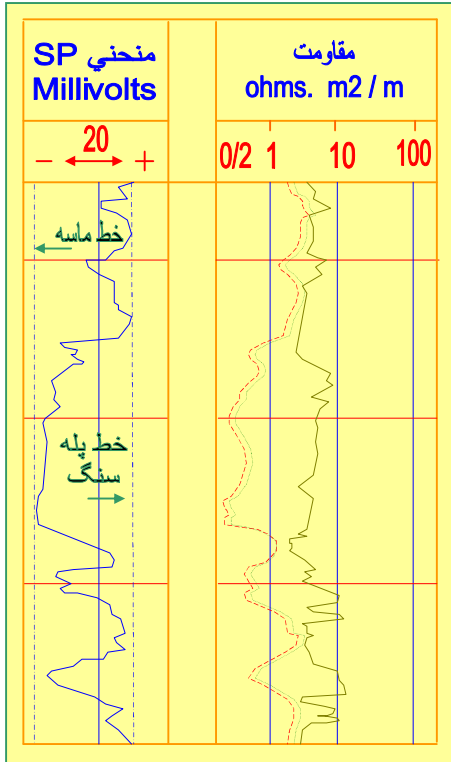 منحني SP
Millivolts
20
− +
مقاومت
ohms. m2 / m
0/2 1 10 100
خط ماسه
خط پله
سنگ